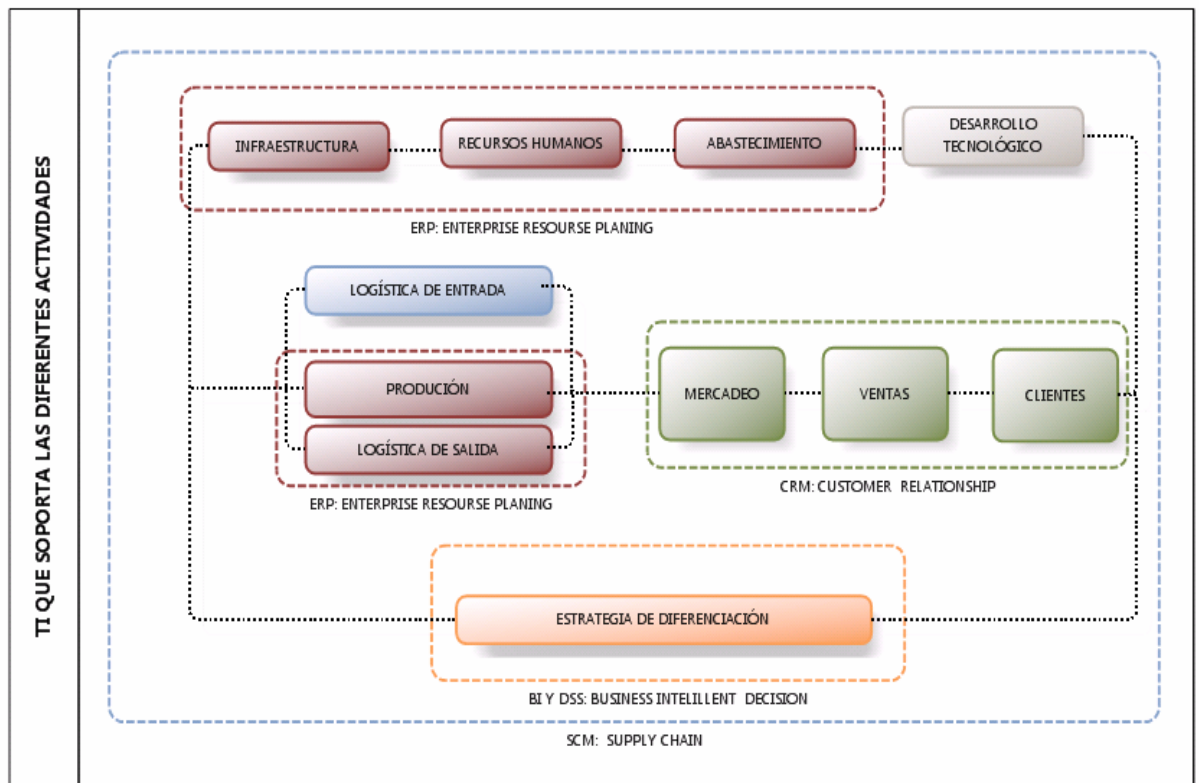 TI QUE SOPORTA LAS DIFERENTES ACTIVIDADES
INFRAESTRUCTURA
RECURSOS HUMANOS
ABASTECIMIENTO
DESARROLLO
TECNOLÓGICO
ERP: ENTERPRISE RESOURSE PLANING
LOGÍSTICA DE ENTRADA
PRODUCIÓN
LOGÍSTICA DE SALIDA
ERP: ENTERPRISE RESOURSE PLANING
MERCADEO
VENTAS
CLIENTES
CRM: CUSTOMER RELATIONSHIP
ESTRATEGIA DE DIFERENCIACIÓN
BI Y DSS: BUSINESS INTELILLENT DECISION
SCM: SUPPLY CHAIN